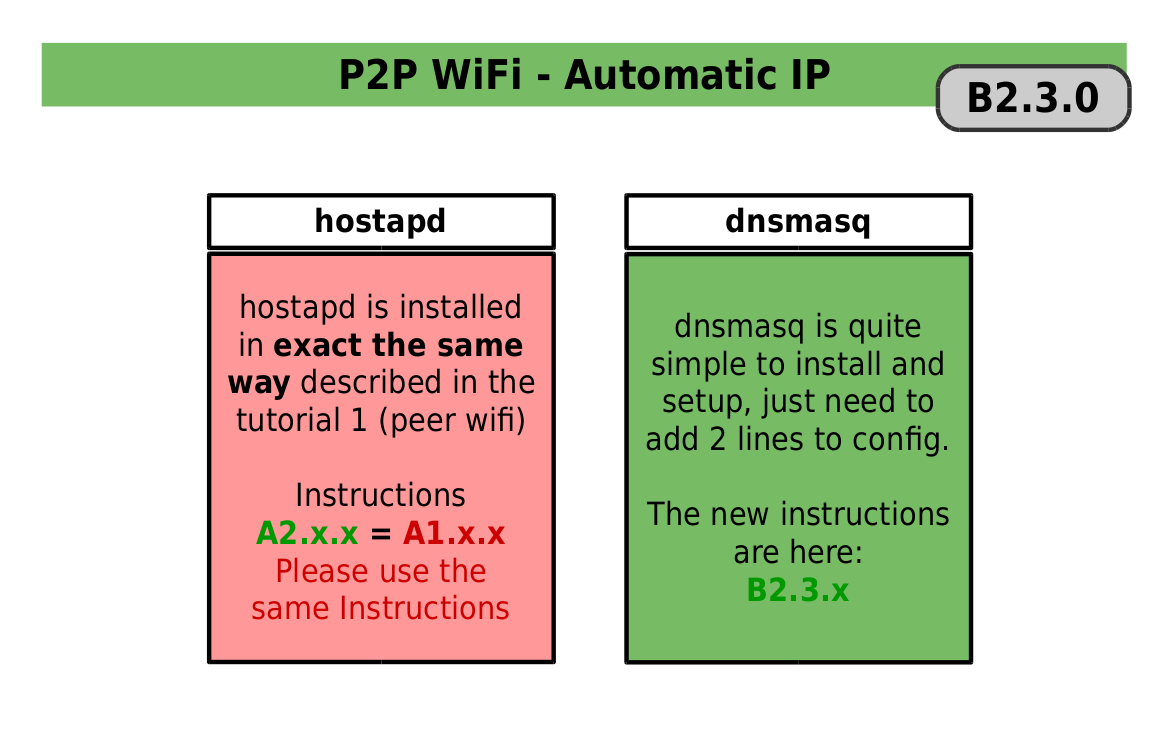 P2P WiFi - Automatic IP
B2.3.0
hostapd
hostapd is installed
in exact the same
way described in the
tutorial 1 (peer wifi)
Instructions
A2.x.x = A1.x.x
Please use the
same Instructions
dnsmasq
dnsmasq is quite
simple to install and
setup, just need to
add 2 lines to config.
The new instructions
are here:
B2.3.x